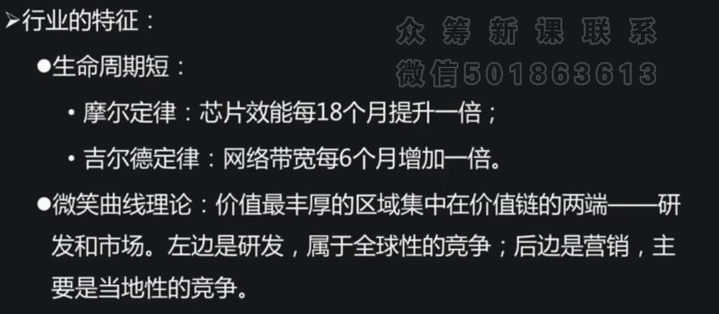 ➢行业的特征：
众筹新课联系
微信501863613
●生命周期短：
• 摩尔定律：芯片效能每18个月提升一倍；
• 吉尔德定律：网络带宽每6个月增加一倍。
●微笑曲线理论：价值最丰厚的区域集中在价值链的两端——研
发和市场。左边是研发，属于全球性的竞争；后边是营销，主
要是当地性的竞争。